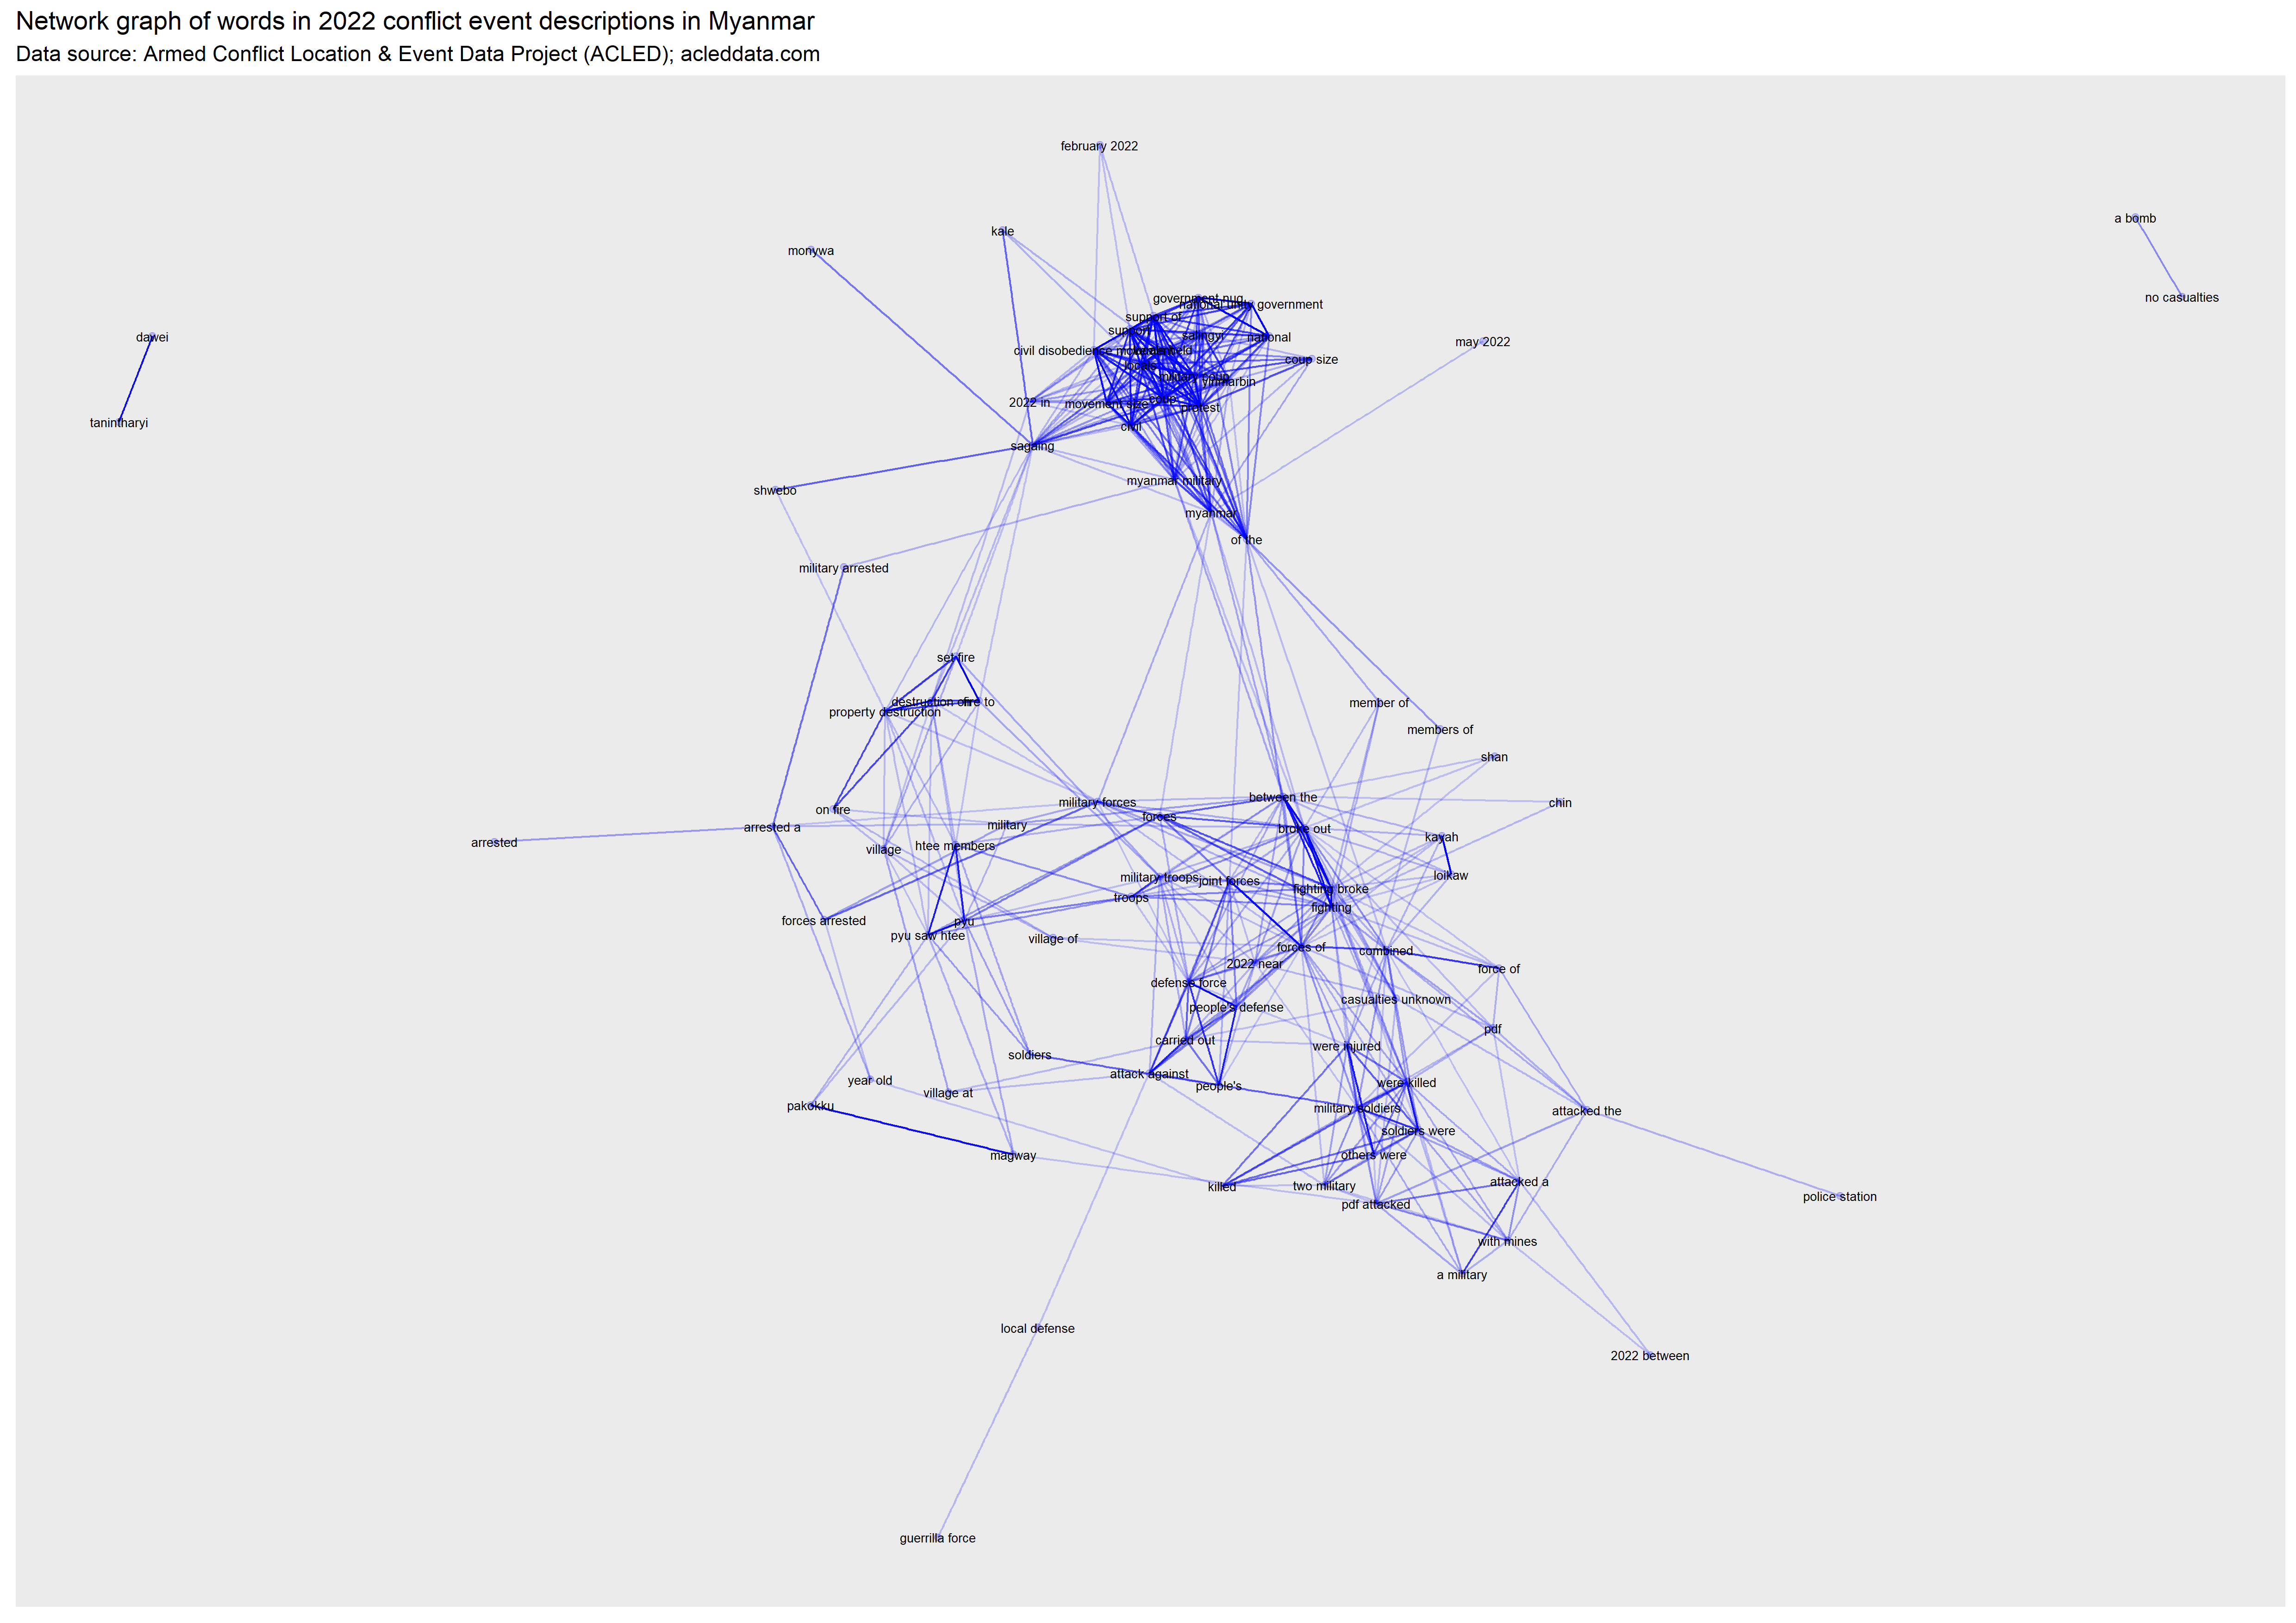 Network graph of words in 2022 conflict event descriptions in Myanmar
Data source: Armed Conflict Location & Event Data Project (ACLED); acleddata.com
february 2022
a bomb
kale
monywa
no casualties
government nug
national unity government
support of
support
salingyi
national
dawei
may 2022
civil disobedience movement
held
locals
coup size
military coup
yinmarbin
coup
2022 in
movement size
protest
tanintharyi
civil
sagaing
myanmar military
shwebo
myanmar
of the
military arrested
set fire
destruction of
fire to
property destruction
member of
members of
shan
between the
military forces
chin
on fire
forces
military
arrested a
broke out
kayah
arrested
htee members
village
loikaw
military troops
joint forces
fighting broke
troops
fighting
forces arrested
pyu
pyu saw htee
village of
forces of
combined
2022 near
force of
defense force
casualties unknown
people's defense
pdf
carried out
were injured
soldiers
attack against
year old
were killed
people's
village at
pakokku
military soldiers
attacked the
soldiers were
magway
others were
attacked a
killed
two military
police station
pdf attacked
with mines
a military
local defense
2022 between
guerrilla force